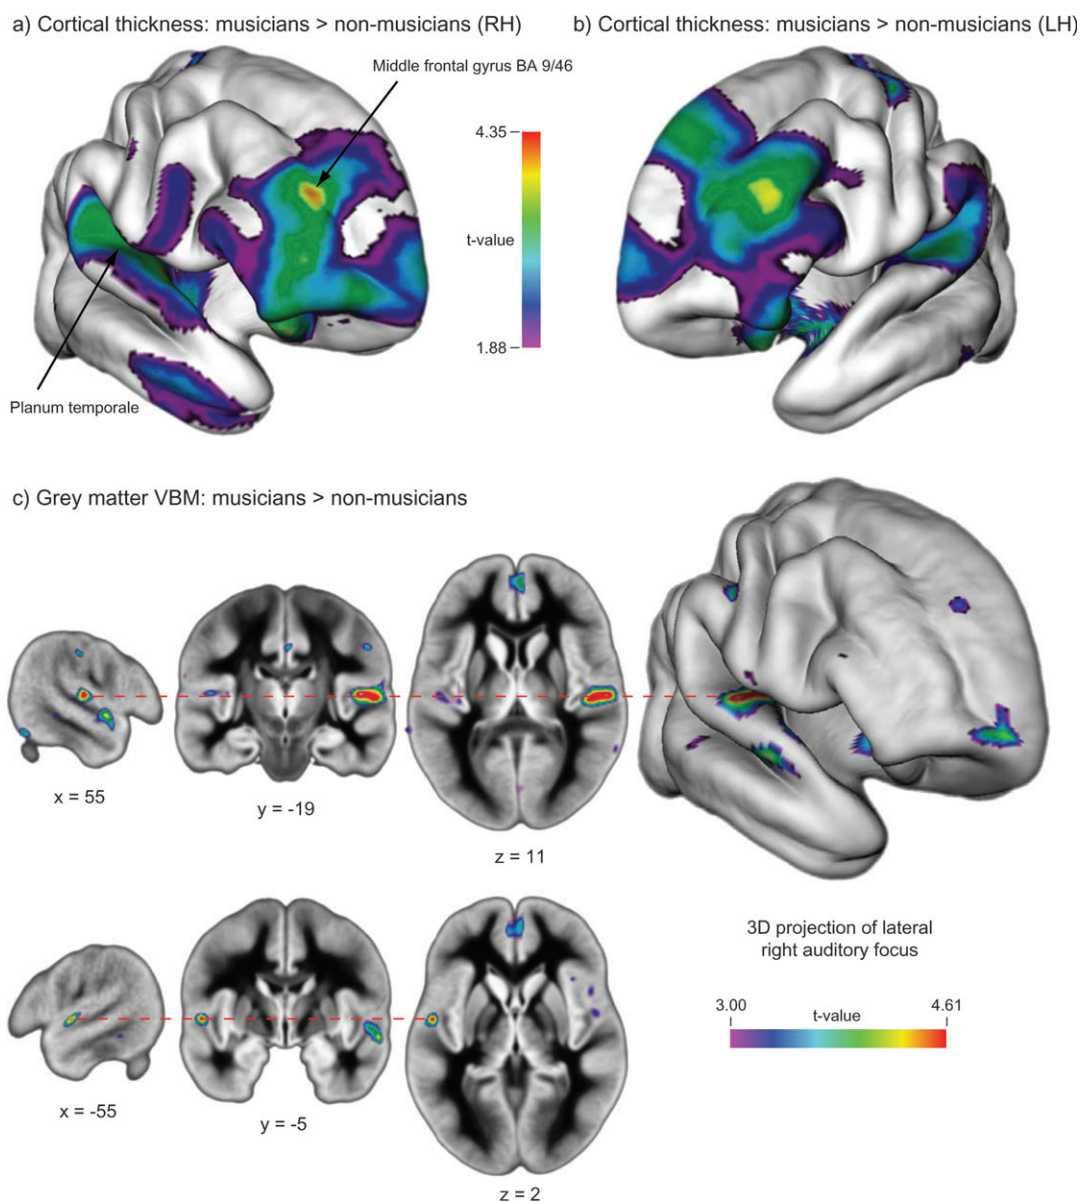 a) Cortical thickness: musicians > non-musicians (RH)
b) Cortical thickness: musicians > non-musicians (LH)
Middle frontal gyrus BA 9/46
4.35
t-value
1.88
Planum temporale
c) Grey matter VBM: musicians > non-musicians
x = 55
y = -19
z = 11
3D projection of lateral
right auditory focus
3.00
t-value
4.61
x = -55
y = -5
z = 2